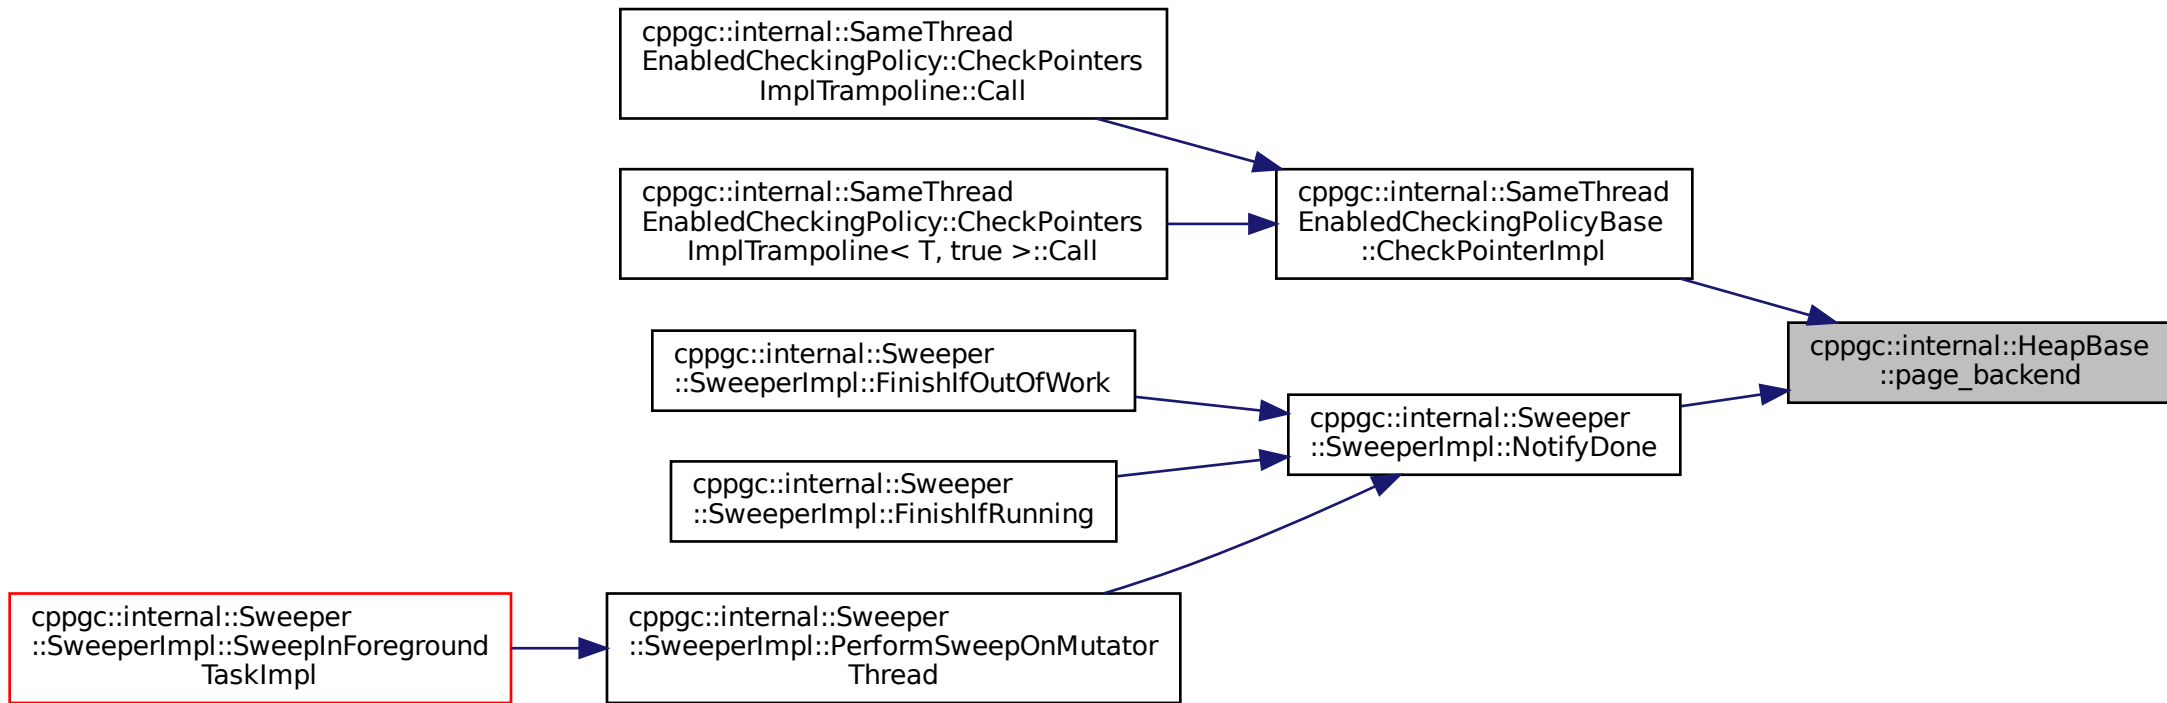 cppgc::internal::SameThread
EnabledCheckingPolicy::CheckPointers
ImplTrampoline::Call
cppgc::internal::SameThread
EnabledCheckingPolicy::CheckPointers
ImplTrampoline< T, true >::Call
cppgc::internal::SameThread
EnabledCheckingPolicyBase
::CheckPointerImpl
cppgc::internal::HeapBase
::page_backend
cppgc::internal::Sweeper
::SweeperImpl::FinishIfOutOfWork
cppgc::internal::Sweeper
::SweeperImpl::NotifyDone
cppgc::internal::Sweeper
::SweeperImpl::FinishIfRunning
cppgc::internal::Sweeper
::SweeperImpl::SweepInForeground
TaskImpl
cppgc::internal::Sweeper
::SweeperImpl::PerformSweepOnMutator
Thread